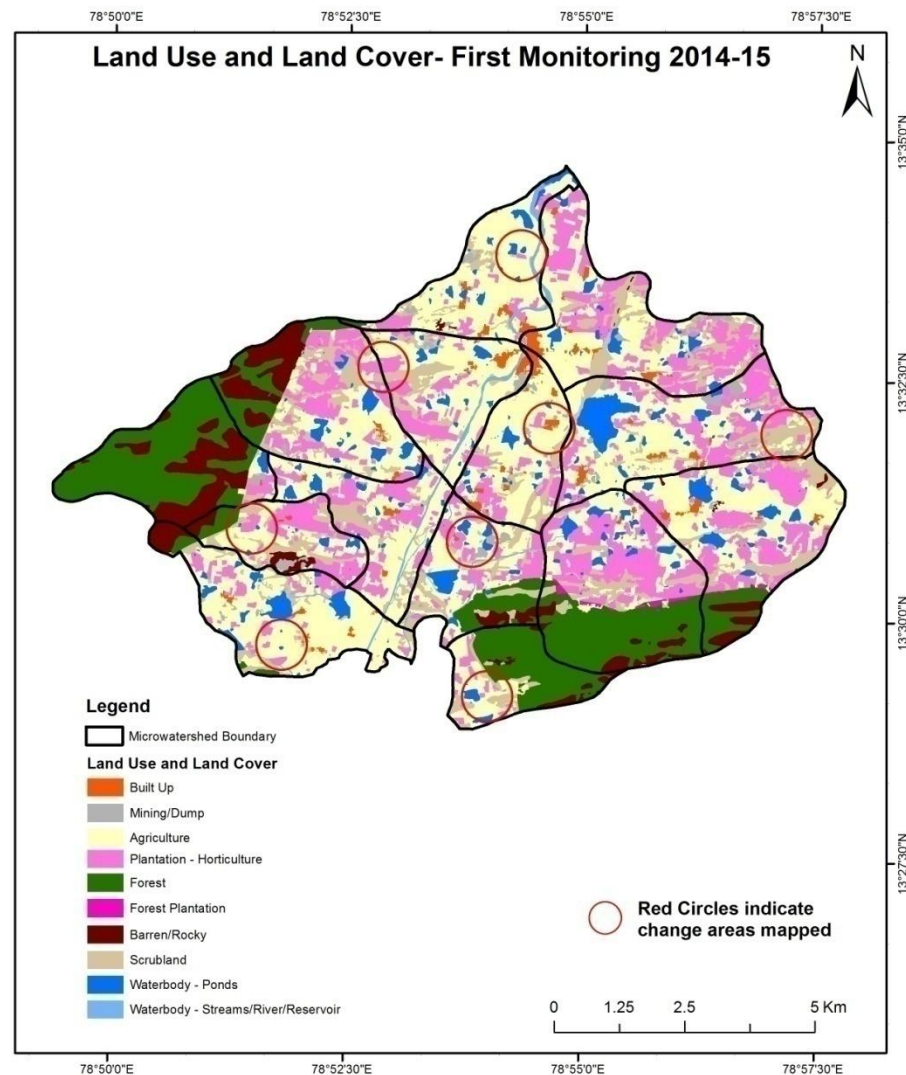 78°50'0"E 78°52'30"E 78°55'0"E 78°57'30"E
Land Use and Land Cover- First Monitoring 2014-15
N
13°35'0"N
13°32'30"N
13°30'0"N
13°27'30"N
Legend
Microwatershed Boundary
Land Use and Land Cover
Built Up
Mining/Dump
Agriculture
Plantation - Horticulture
Forest
Forest Plantation
Barren/Rocky
Scrubland
Waterbody - Ponds
Waterbody - Streams/River/Reservoir
Red Circles indicate
change areas mapped
0 1.25 2.5 5 Km
78°50'0"E 78°52'30"E 78°55'0"E 78°57'30"E